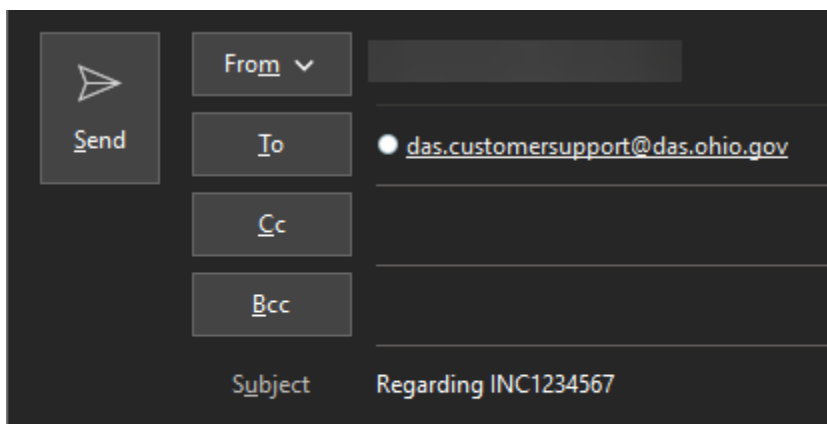 From
Send
To
das.customersupport@das.ohio.gov
Cc
Bcc
Subject
Regarding INC1234567